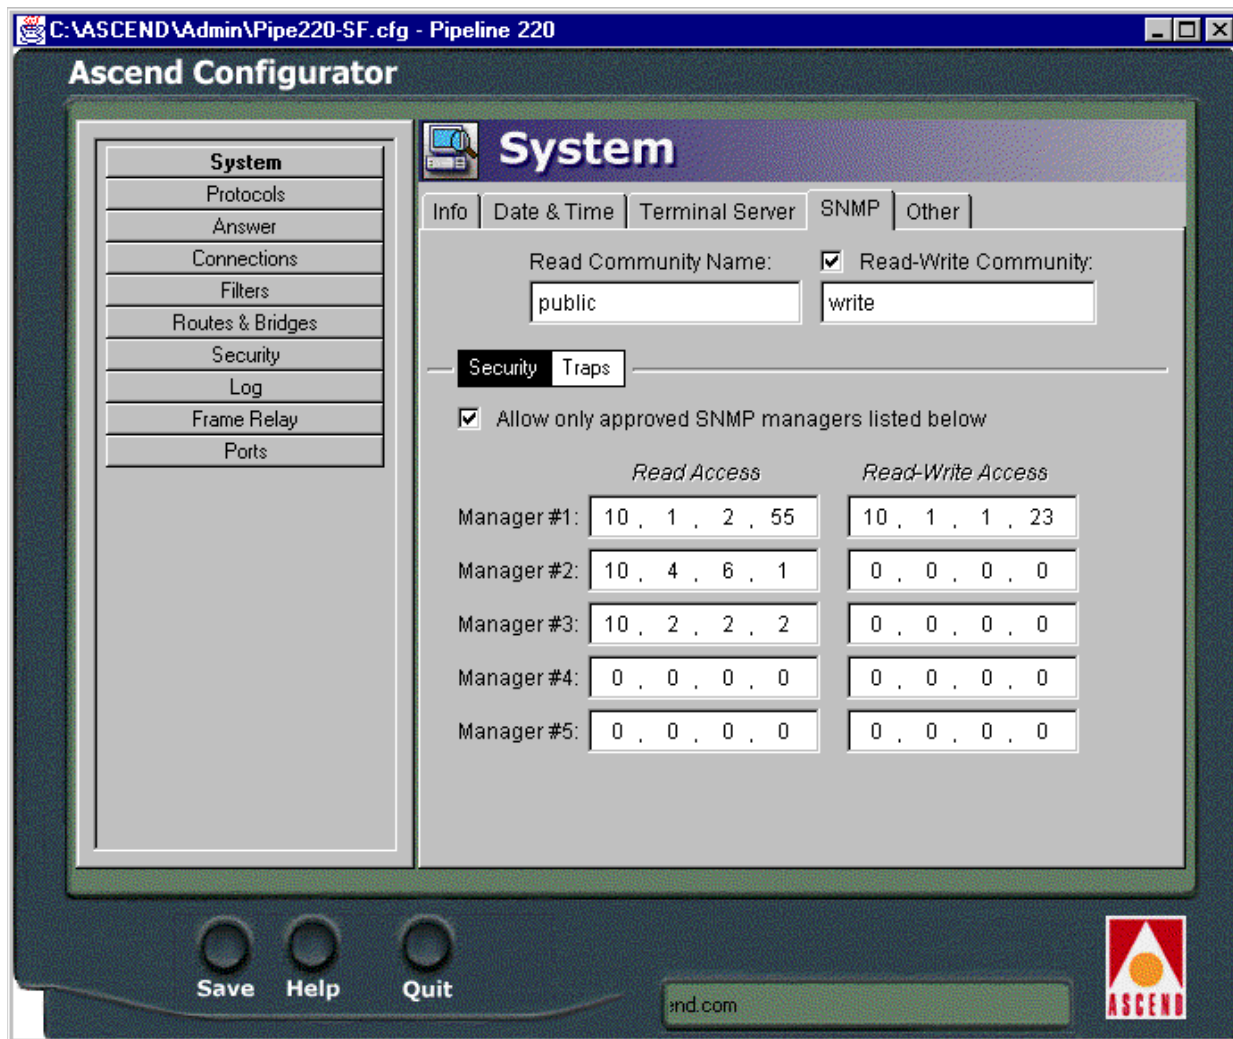 C:\ASCEND\Admin\Pipe220-SF.cfg - Pipeline 220
Ascend Configurator
System
Protocols
Answer
Connections
Filters
Routes & Bridges
Security
Log
Frame Relay
Ports
System
Info Date & Time Terminal Server SNMP Other
Read Community Name: Read-Write Community:
public write
Security Traps
Allow only approved SNMP managers listed below
Read Access Read-Write Access
Manager #1: 10 . 1 . 2 . 55 10 . 1 . 1 . 23
Manager #2: 10 . 4 . 6 . 1 0 . 0 . 0 . 0
Manager #3: 10 . 2 . 2 . 2 0 . 0 . 0 . 0
Manager #4: 0 . 0 . 0 . 0 0 . 0 . 0 . 0
Manager #5: 0 . 0 . 0 . 0 0 . 0 . 0 . 0
Save Help Quit
end.com
ASCEND